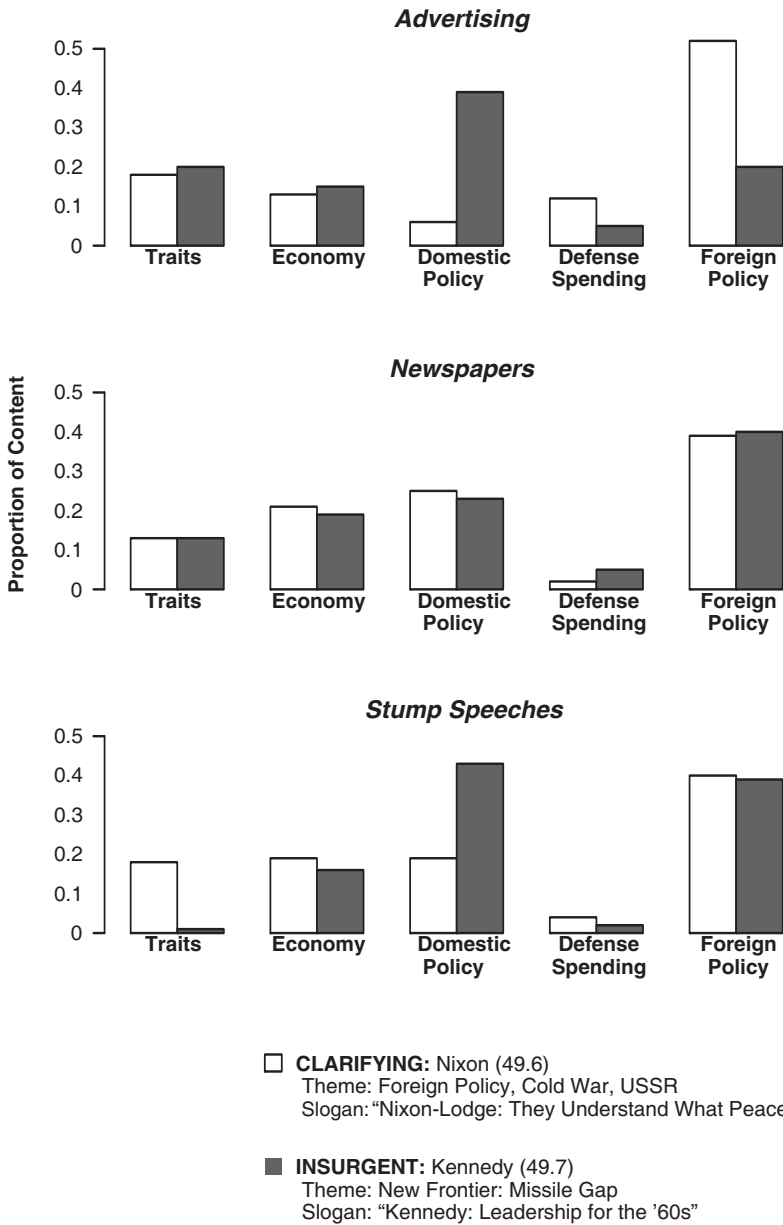 Advertising
0.5
0.4
0.3
0.2
0.1
0
Traits
Economy
Domestic
Policy
Defense
Spending
Foreign
Policy
Newspapers
Proportion of Content
0.5
0.4
0.3
0.2
0.1
0
Traits
Economy
Domestic
Policy
Defense
Spending
Foreign
Policy
Stump Speeches
0.5
0.4
0.3
0.2
0.1
0
Traits
Economy
Domestic
Policy
Defense
Spending
Foreign
Policy
CLARIFYING: Nixon (49.6)
Theme: Foreign Policy, Cold War, USSR
Slogan: “Nixon-Lodge: They Understand What Peace
INSURGENT: Kennedy (49.7)
Theme: New Frontier: Missile Gap
Slogan: “Kennedy: Leadership for the ’60s”